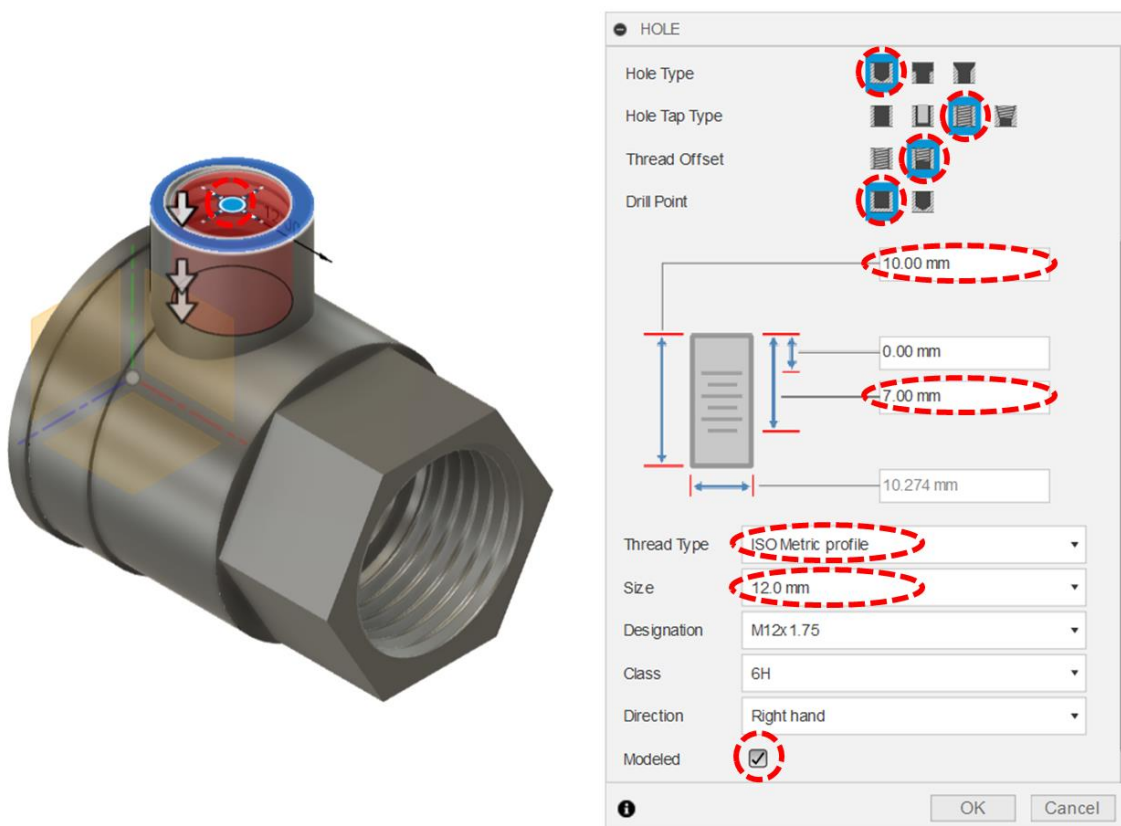 HOLE
Hole Type
Hole Tap Type
Thread Offset
Drill Point
10.00 mm
0.00 mm
7.00 mm
10.274 mm
Thread Type ISO Metric profile
Size 12.0 mm
Designation M12x1.75
Class 6H
Direction Right hand
Modeled
OK Cancel